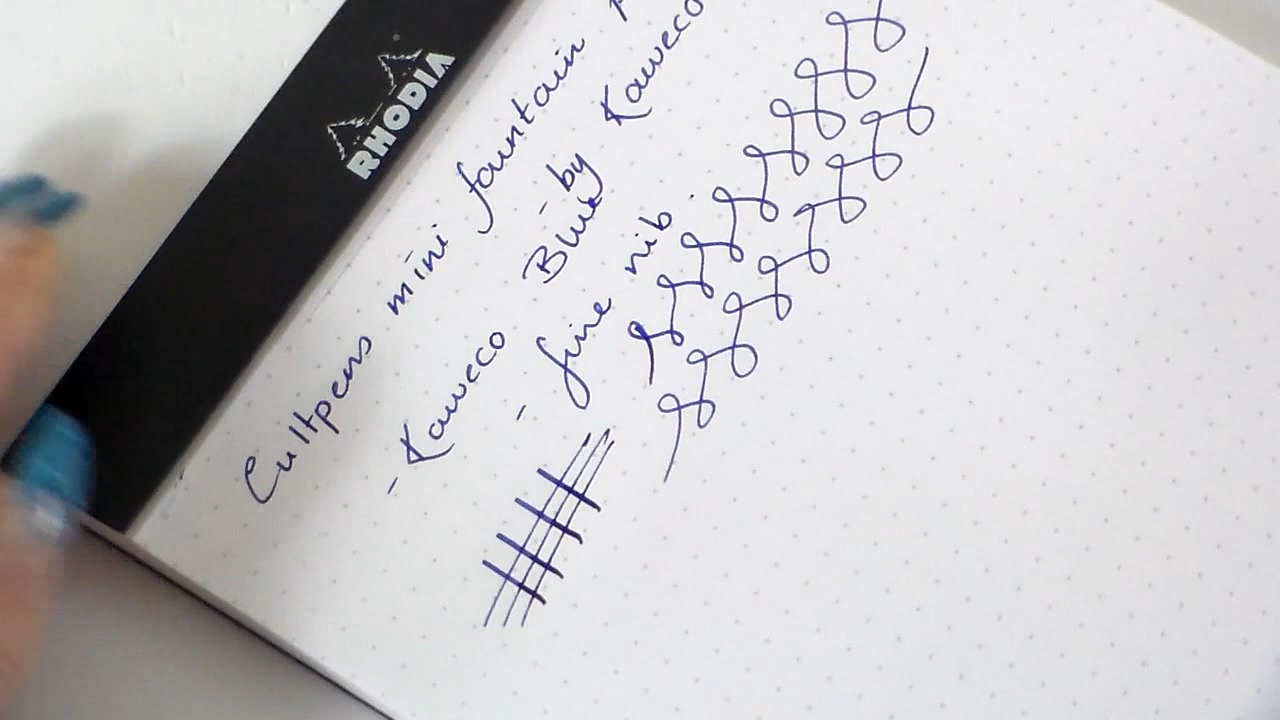 RHODIA
Cultpens mini fountain
- by Kaweco
- Kaweco Blue
- fine nib.